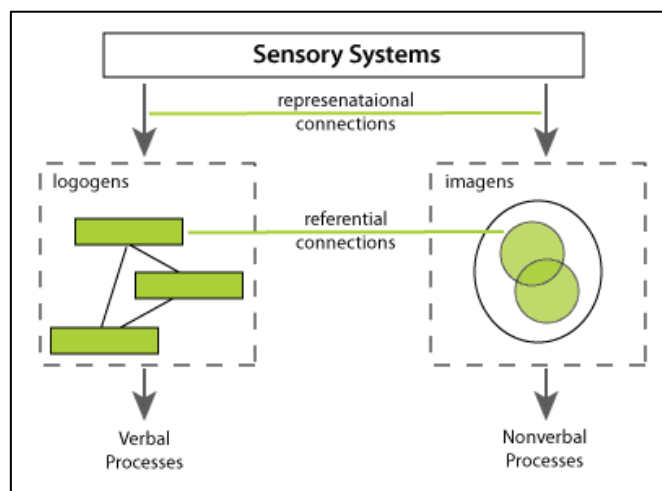 Sensory Systems
represenataional
connections
logogens
imagens
referential
connections
Verbal
Processes
Nonverbal
Processes